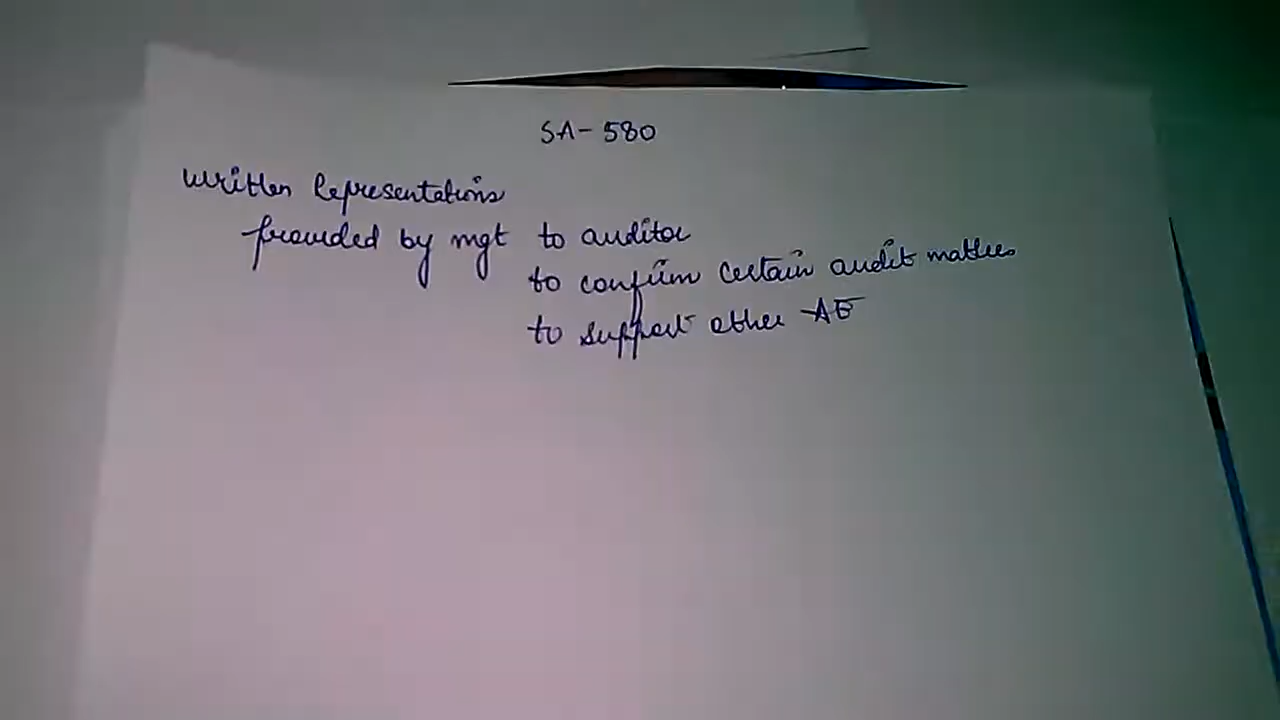 SA- 580
Written Representations
provided by mgt to auditor
to confirm certain audit matters
to support other AE